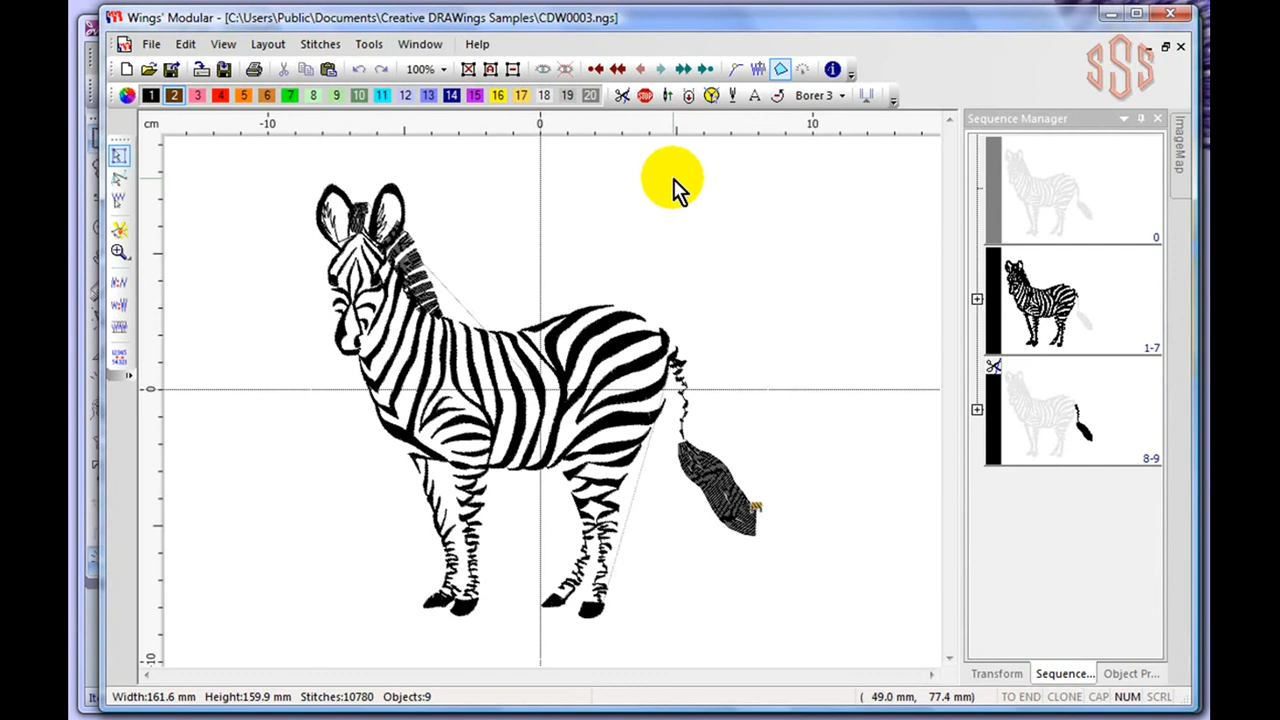 Wings' Modular - [C:\Users\Public\Documents\Creative DRAWings Samples\CDW0003.ngs]
File Edit View Layout Stitches Tools Window Help
SSS
100%
1 2 3 4 5 6 7 8 9 10 11 12 13 14 15 16 17 18 19 20 STOP A Borer 3
cm -10 0 10
Sequence Manager
ImageMap
0
1-7
0
8-9
-10
Transform Sequence... Object Pr...
Width:161.6 mm Height:159.9 mm Stitches:10780 Objects:9 ( 49.0 mm, 77.4 mm) TO END CLONE CAP NUM SCRL